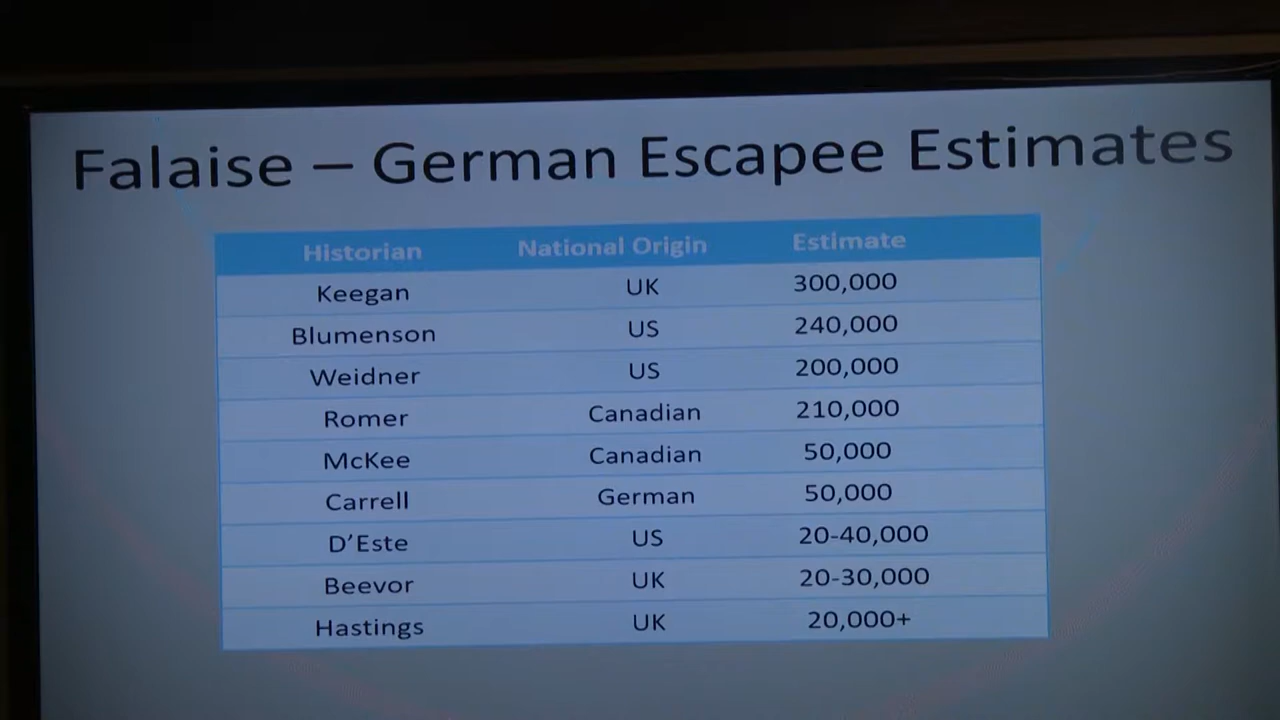 Falaise – German Escapee Estimates
Historian National Origin Estimate
Keegan UK 300,000
Blumenson US 240,000
Weidner US 200,000
Romer Canadian 210,000
McKee Canadian 50,000
Carrell German 50,000
D’Este US 20-40,000
Beevor UK 20-30,000
Hastings UK 20,000+